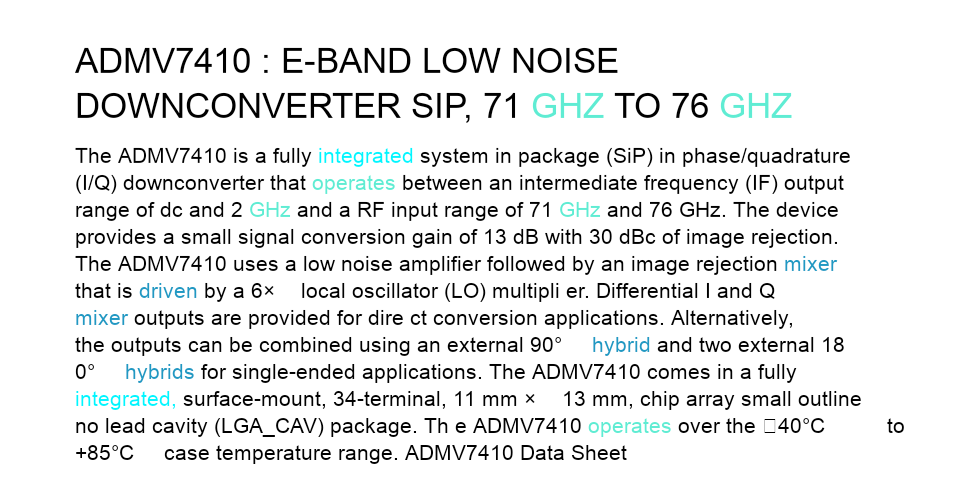 ADMV7410 : E-BAND LOW NOISE
DOWNCONVERTER SIP, 71 GHZ TO 76 GHZ
The ADMV7410 is a fully integrated system in package (SiP) in phase/quadrature
(I/Q) downconverter that operates between an intermediate frequency (IF) output
range of dc and 2 GHz and a RF input range of 71 GHz and 76 GHz. The device
provides a small signal conversion gain of 13 dB with 30 dBc of image rejection.
The ADMV7410 uses a low noise amplifier followed by an image rejection mixer
that is driven by a 6× local oscillator (LO) multipli er. Differential I and Q
mixer outputs are provided for dire ct conversion applications. Alternatively,
the outputs can be combined using an external 90° hybrid and two external 18
0° hybrids for single-ended applications. The ADMV7410 comes in a fully
integrated, surface-mount, 34-terminal, 11 mm × 13 mm, chip array small outline
no lead cavity (LGA_CAV) package. Th e ADMV7410 operates over the □40°C to
+85°C case temperature range. ADMV7410 Data Sheet